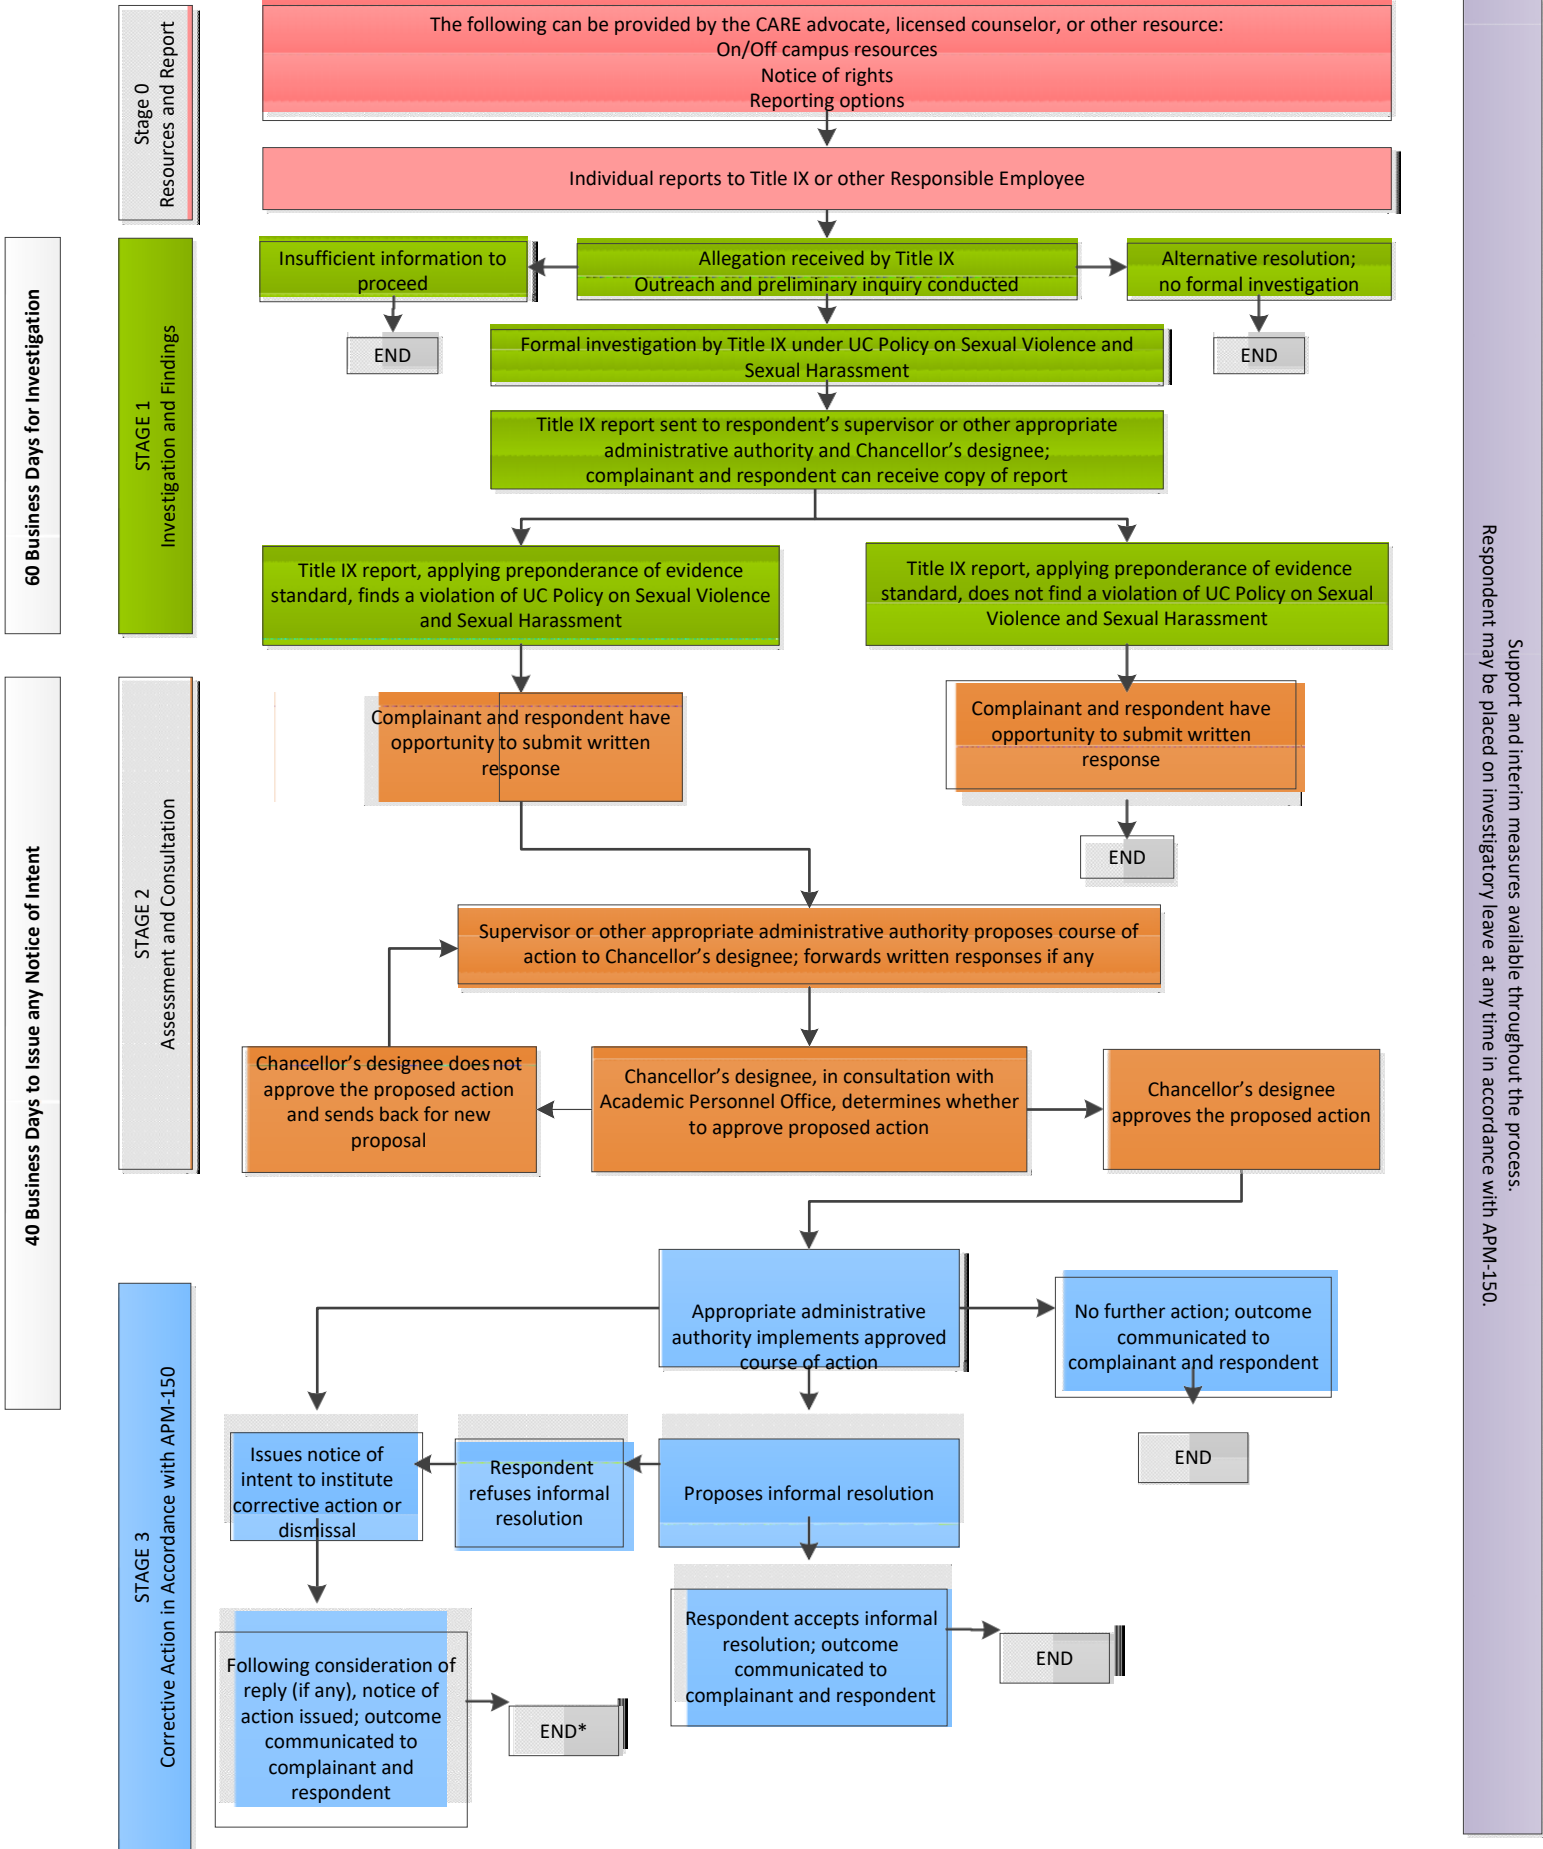 Stage 0
Resources and Report
The following can be provided by the CARE advocate, licensed counselor, or other resource:
On/Off campus resources
Notice of rights
Reporting options
Individual reports to Title IX or other Responsible Employee
60 Business Days for Investigation
STAGE 1
Investigation and Findings
Insufficient information to
proceed
Allegation received by Title IX
Outreach and preliminary inquiry conducted
Alternative resolution;
no formal investigation
END
END
Formal investigation by Title IX under UC Policy on Sexual Violence and
Sexual Harassment
Title IX report sent to respondent’s supervisor or other appropriate
administrative authority and Chancellor’s designee;
complainant and respondent can receive copy of report
Title IX report, applying preponderance of evidence
standard, finds a violation of UC Policy on Sexual Violence
and Sexual Harassment
Title IX report, applying preponderance of evidence
standard, does not find a violation of UC Policy on Sexual
Violence and Sexual Harassment
40 Business Days to Issue any Notice of Intent
STAGE 2
Assessment and Consultation
Complainant and respondent have
opportunity to submit written
response
Complainant and respondent have
opportunity to submit written
response
END
Supervisor or other appropriate administrative authority proposes course of
action to Chancellor’s designee; forwards written responses if any
Chancellor’s designee does not
approve the proposed action
and sends back for new
proposal
Chancellor’s designee, in consultation with
Academic Personnel Office, determines whether
to approve proposed action
Chancellor’s designee
approves the proposed action
STAGE 3
Corrective Action in Accordance with APM-150
Appropriate administrative
authority implements approved
course of action
No further action; outcome
communicated to
complainant and respondent
END
Issues notice of
intent to institute
corrective action or
dismissal
Respondent
refuses informal
resolution
Proposes informal resolution
Respondent accepts informal
resolution; outcome
communicated to
complainant and respondent
END
Following consideration of
reply (if any), notice of
action issued; outcome
communicated to
complainant and
respondent
END*
Support and interim measures available throughout the process.
Respondent may be placed on investigatory leave at any time in accordance with APM-150.